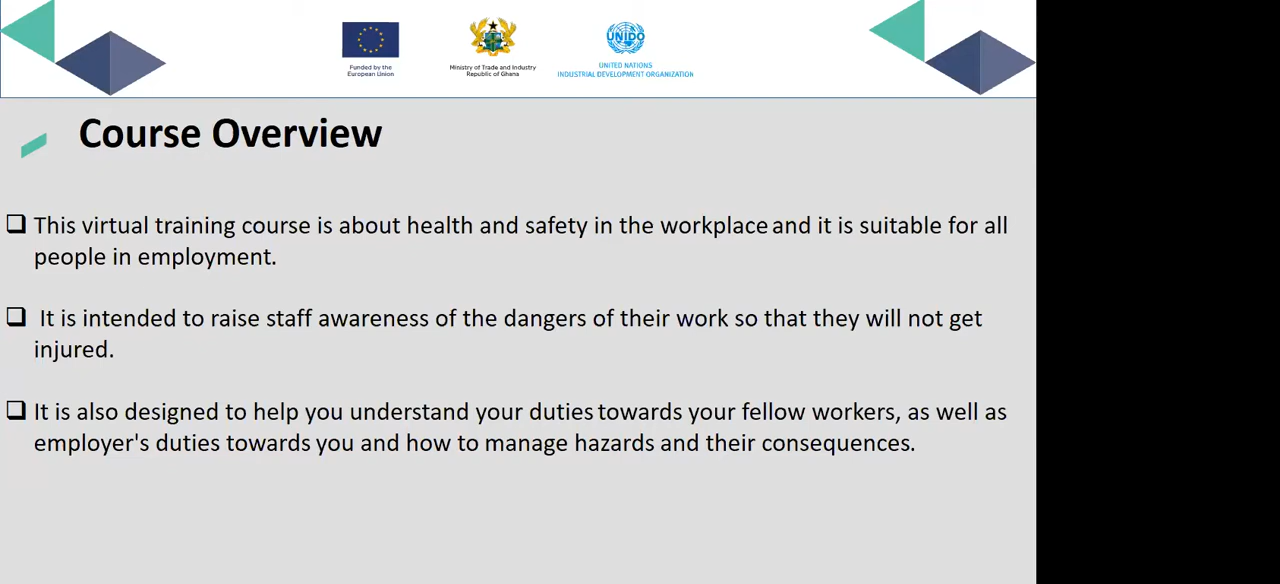 Funded by the
European Union
Ministry of Trade and Industry
Republic of Ghana
UNIDO
UNITED NATIONS
INDUSTRIAL DEVELOPMENT ORGANIZATION
Course Overview
This virtual training course is about health and safety in the workplace and it is suitable for all
people in employment.
It is intended to raise staff awareness of the dangers of their work so that they will not get
injured.
It is also designed to help you understand your duties towards your fellow workers, as well as
employer's duties towards you and how to manage hazards and their consequences.